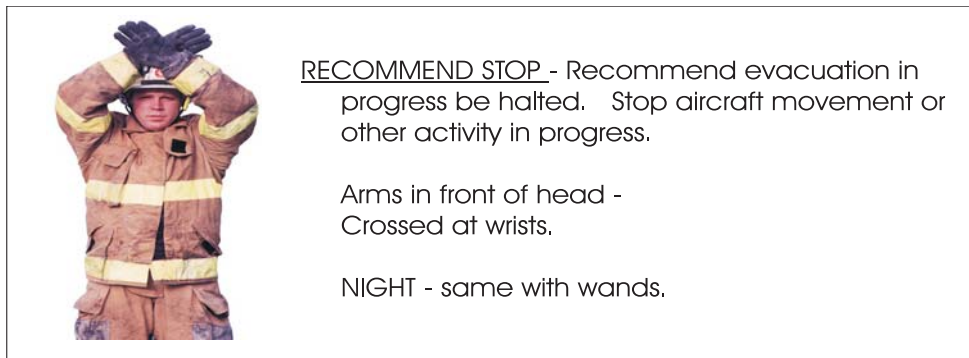 RECOMMEND STOP - Recommend evacuation in
progress be halted. Stop aircraft movement or
other activity in progress.
Arms in front of head -
Crossed at wrists.
NIGHT - same with wands.